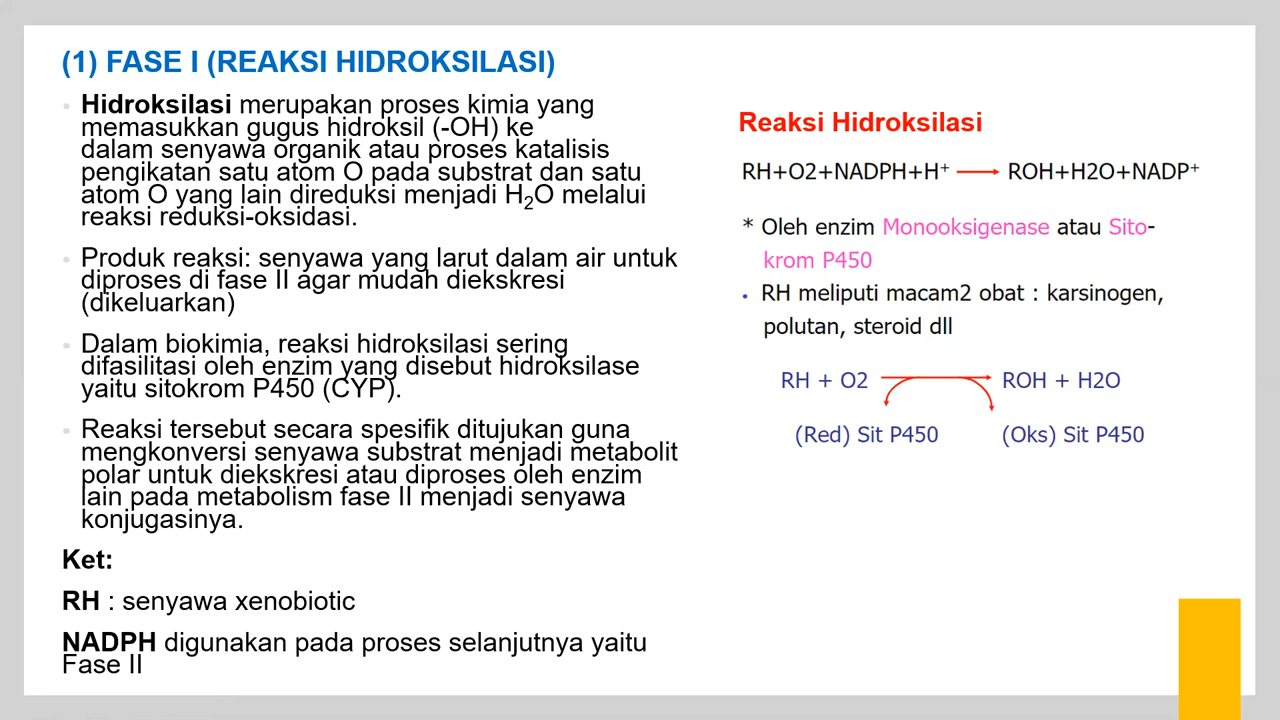 (1) FASE I (REAKSI HIDROKSILASI)
• Hidroksilasi merupakan proses kimia yang
memasukkan gugus hidroksil (-OH) ke
dalam senyawa organik atau proses katalisis
pengikatan satu atom O pada substrat dan satu
atom O yang lain direduksi menjadi H₂O melalui
reaksi reduksi-oksidasi.
• Produk reaksi: senyawa yang larut dalam air untuk
diproses di fase II agar mudah diekskresi
(dikeluarkan)
• Dalam biokimia, reaksi hidroksilasi sering
difasilitasi oleh enzim yang disebut hidroksilase
yaitu sitokrom P450 (CYP).
• Reaksi tersebut secara spesifik ditujukan guna
mengkonversi senyawa substrat menjadi metabolit
polar untuk diekskresi atau diproses oleh enzim
lain pada metabolism fase II menjadi senyawa
konjugasinya.
Ket:
RH : senyawa xenobiotic
NADPH digunakan pada proses selanjutnya yaitu
Fase II
Reaksi Hidroksilasi
RH+O2+NADPH+H⁺ → ROH+H2O+NADP⁺
* Oleh enzim Monooksigenase atau Sito-
krom P450
• RH meliputi macam2 obat : karsinogen,
polutan, steroid dll
RH + O2 → ROH + H2O
(Red) Sit P450 (Oks) Sit P450